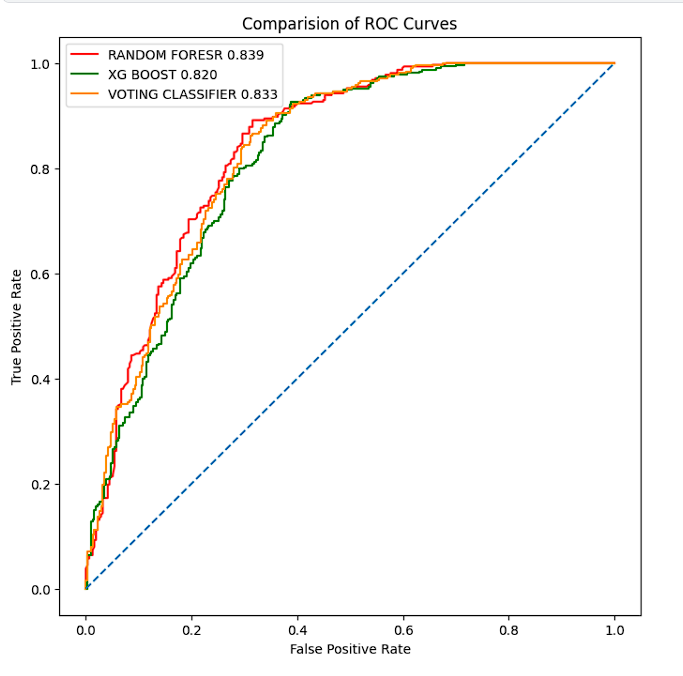 Comparision of ROC Curves
RANDOM FORESR 0.839
XG BOOST 0.820
VOTING CLASSIFIER 0.833
1.0
0.8
0.6
0.4
0.2
0.0
True Positive Rate
0.0 0.2 0.4 0.6 0.8 1.0
False Positive Rate